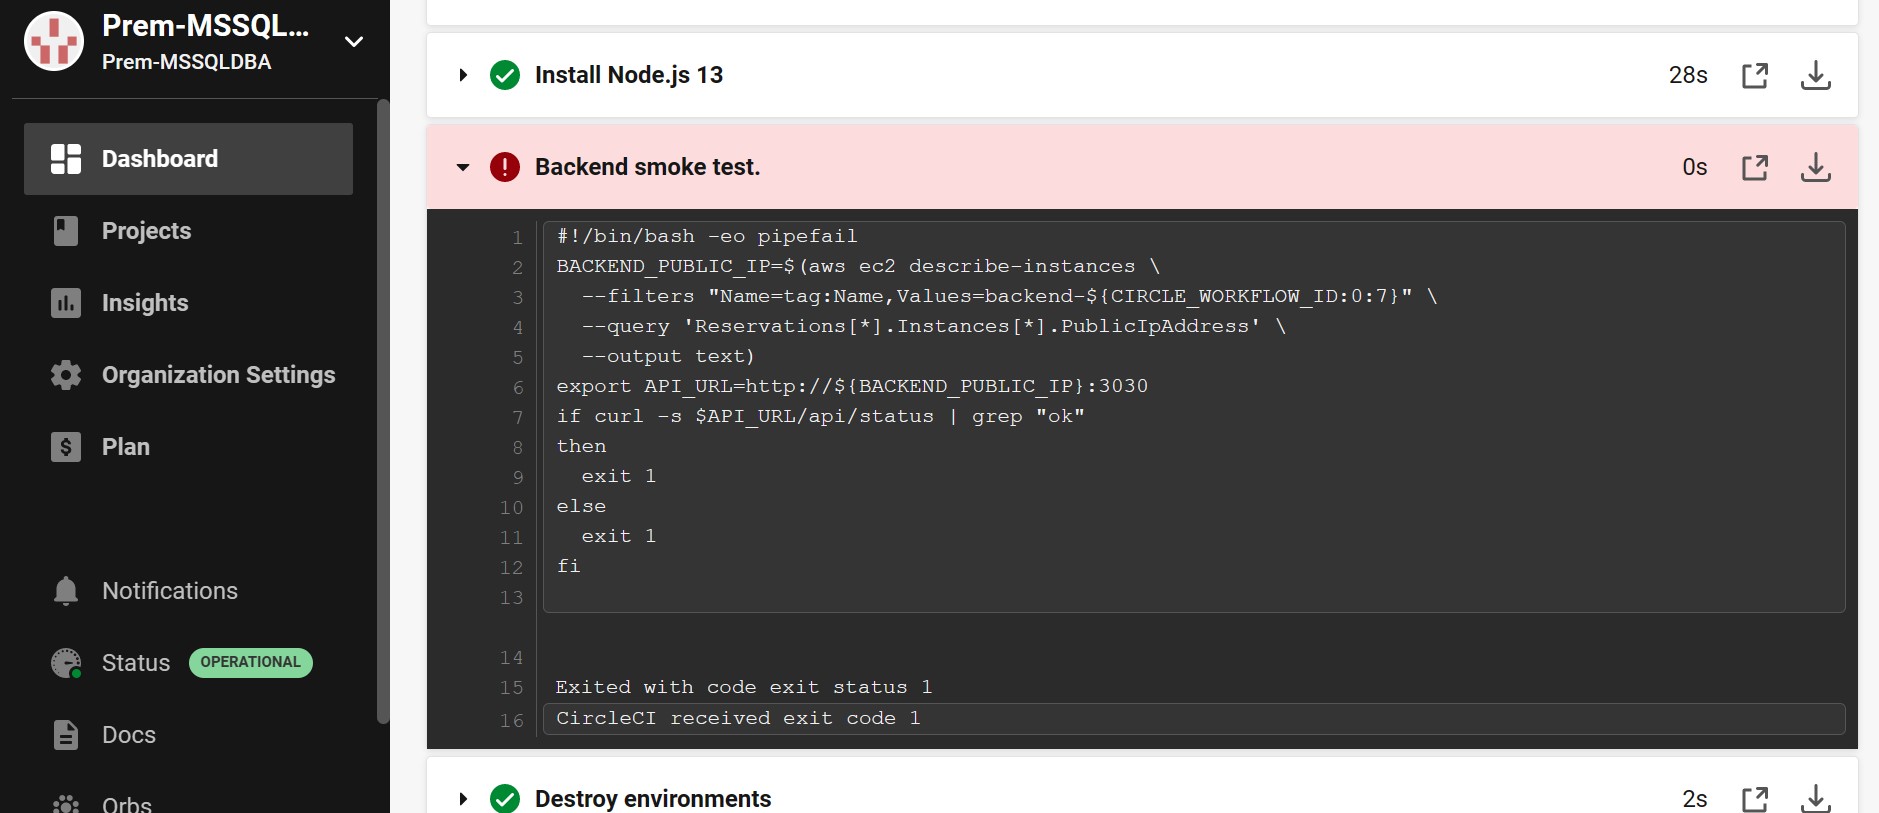 Prem-MSSQL...
Prem-MSSQLDBA
Dashboard
Projects
Insights
Organization Settings
Plan
Notifications
Status OPERATIONAL
Docs
Orbs
Install Node.js 13 28s
Backend smoke test. 0s
1 #!/bin/bash -eo pipefail
2 BACKEND_PUBLIC_IP=$(aws ec2 describe-instances \
3 --filters "Name=tag:Name,Values=backend-${CIRCLE_WORKFLOW_ID:0:7}" \
4 --query 'Reservations[*].Instances[*].PublicIpAddress' \
5 --output text)
6 export API_URL=http://${BACKEND_PUBLIC_IP}:3030
7 if curl -s $API_URL/api/status | grep "ok"
8 then
9 exit 1
10 else
11 exit 1
12 fi
13
14
15 Exited with code exit status 1
16 CircleCI received exit code 1
Destroy environments 2s